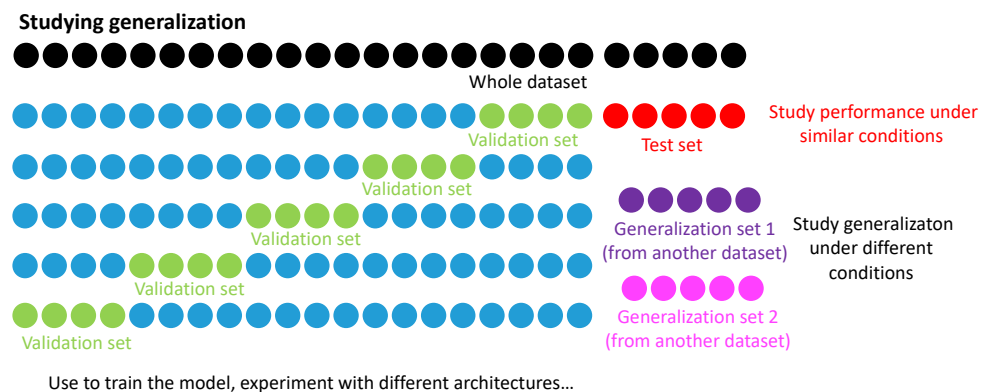 Studying generalization
Whole dataset
Validation set
Test set
Study performance under
similar conditions
Validation set
Validation set
Generalization set 1
(from another dataset)
Study generalizaton
under different
conditions
Validation set
Generalization set 2
(from another dataset)
Validation set
Use to train the model, experiment with different architectures…